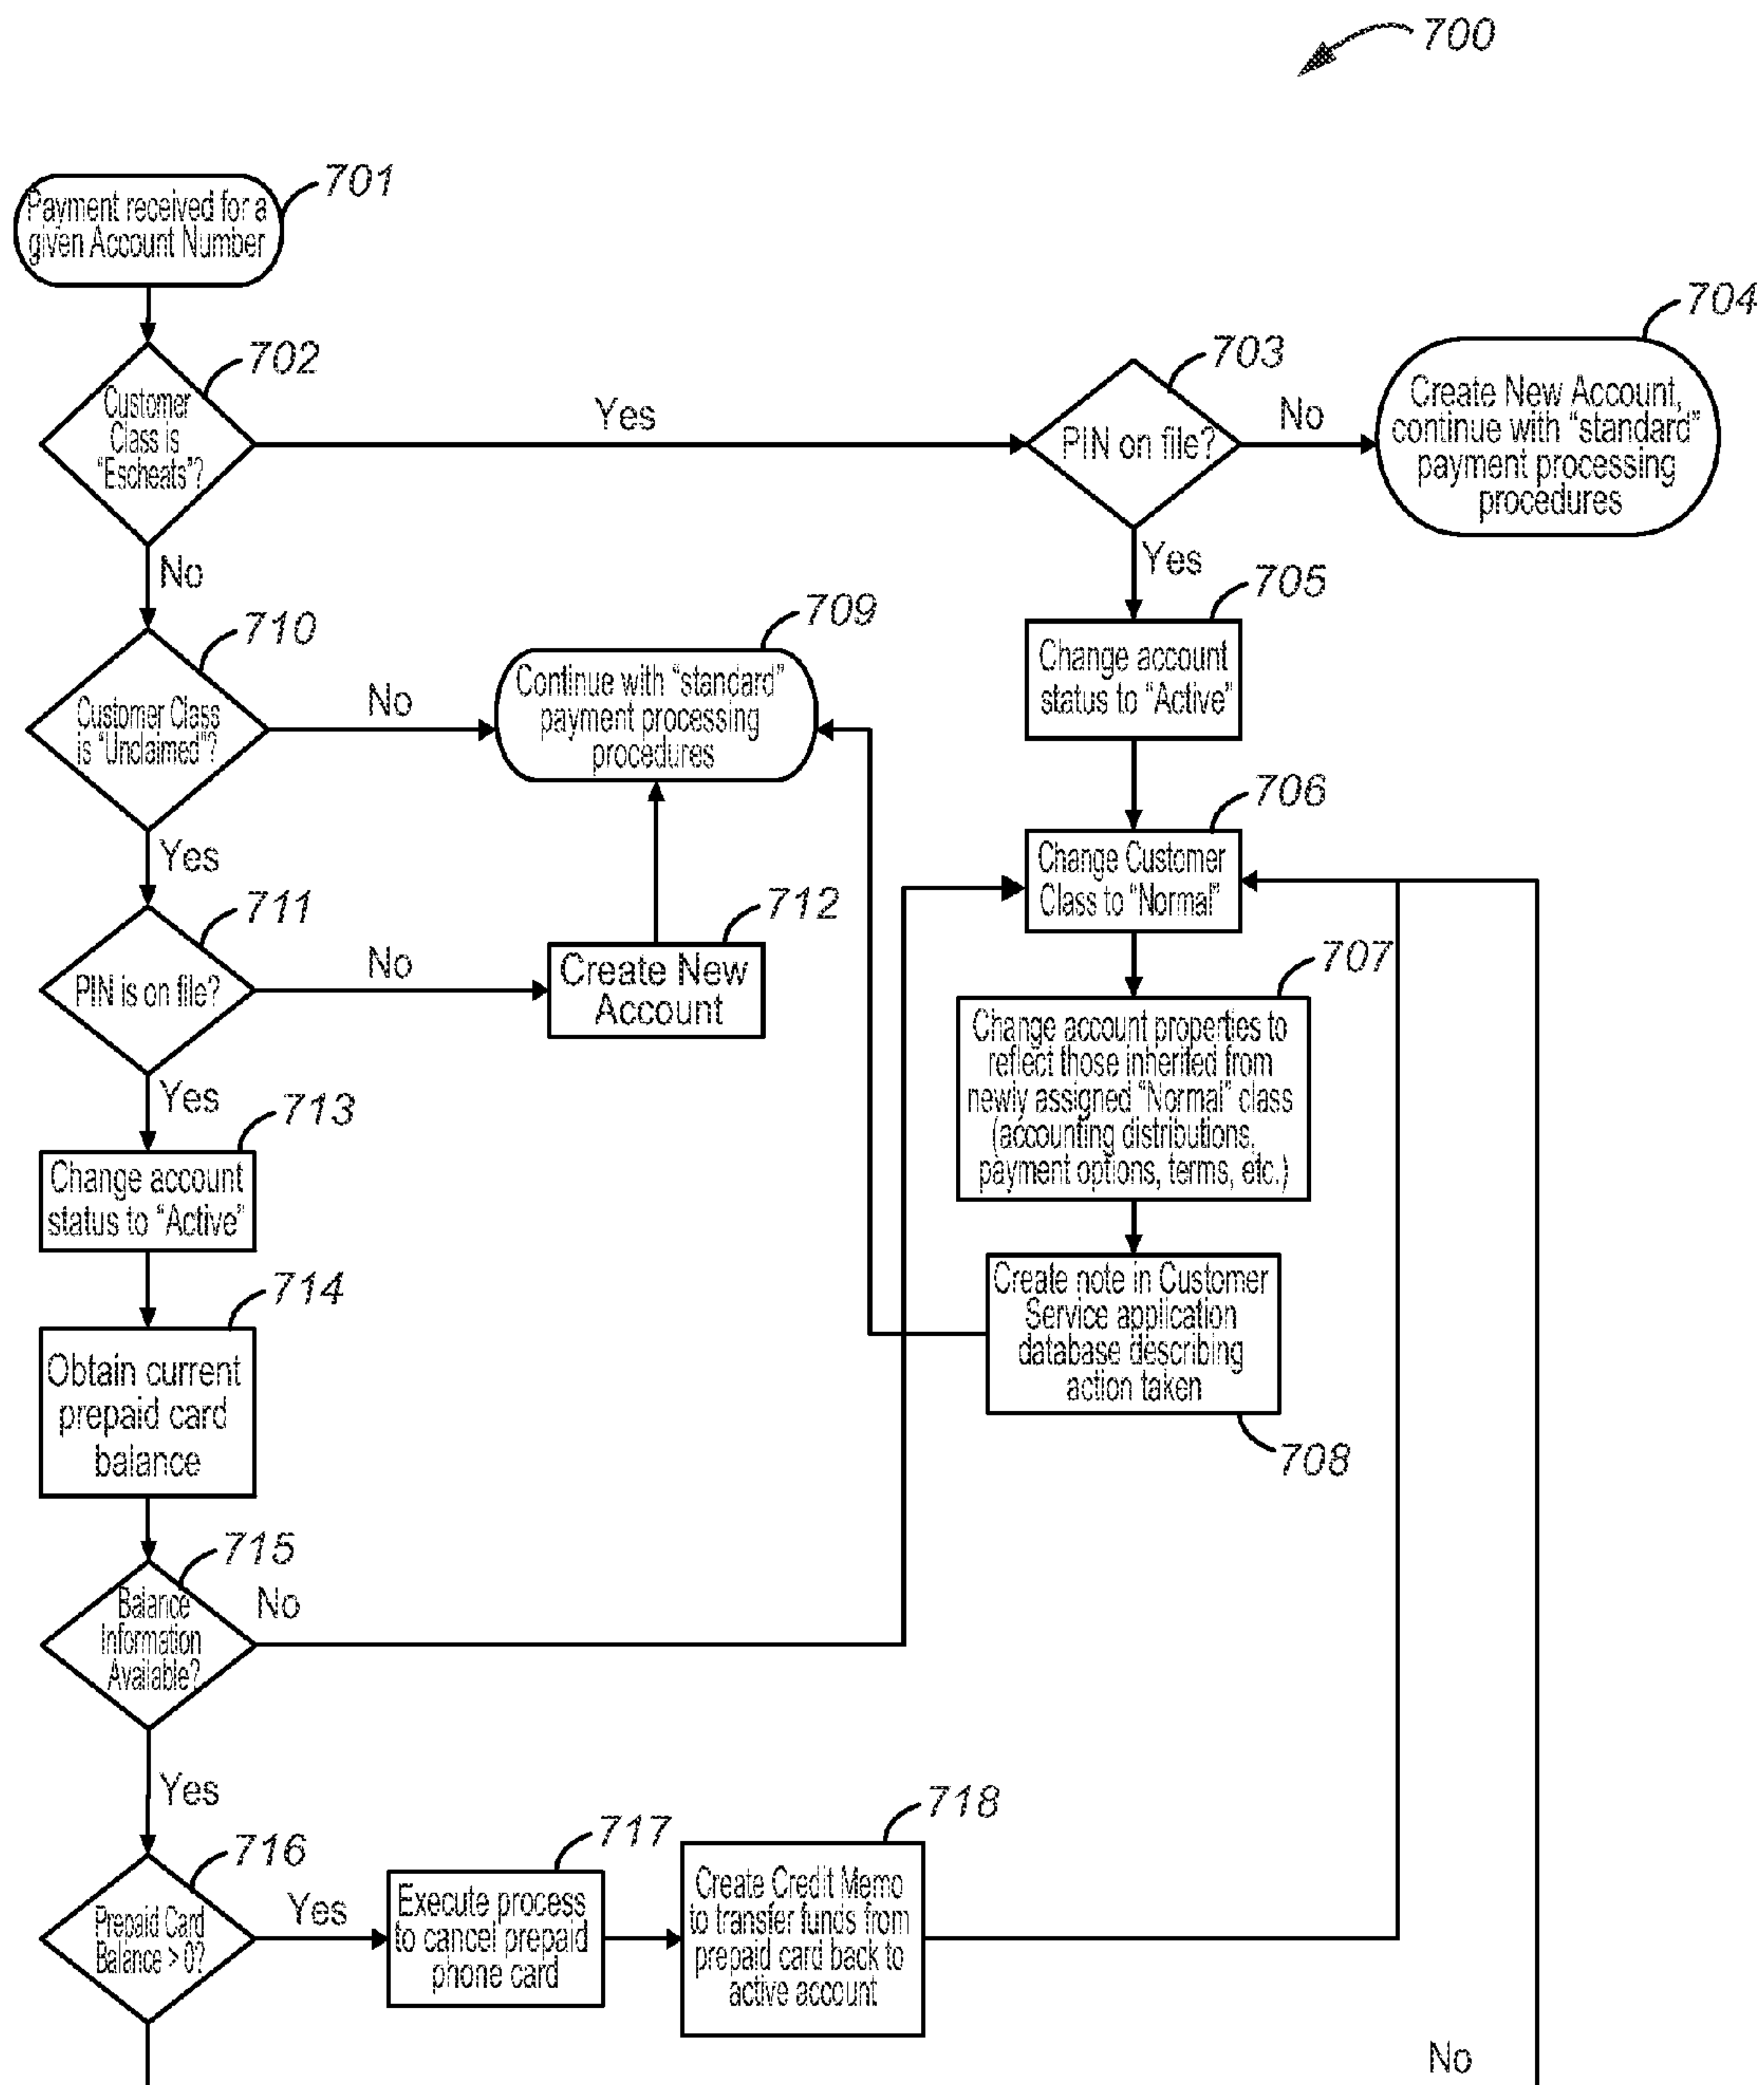 700
701
Payment received for a
given Account Number
702
Customer
Class is
"Escheats"?
Yes
703
PIN on file?
No
704
Create New Account,
continue with "standard"
payment processing
procedures
No
Yes
705
Change account
status to "Active"
710
Customer Class
is "Unclaimed"?
No
709
Continue with "standard"
payment processing
procedures
706
Change Customer
Class to "Normal"
Yes
711
PIN is on file?
No
712
Create New
Account
707
Change account properties to
reflect those inherited from
newly assigned "Normal" class
(accounting distributions,
payment options, terms, etc.)
Yes
713
Change account
status to "Active"
708
Create note in Customer
Service application
database describing
action taken
714
Obtain current
prepaid card
balance
715
Balance
Information
Available?
No
Yes
716
Prepaid Card
Balance > 0?
Yes
717
Execute process
to cancel prepaid
phone card
718
Create Credit Memo
to transfer funds from
prepaid card back to
active account
No